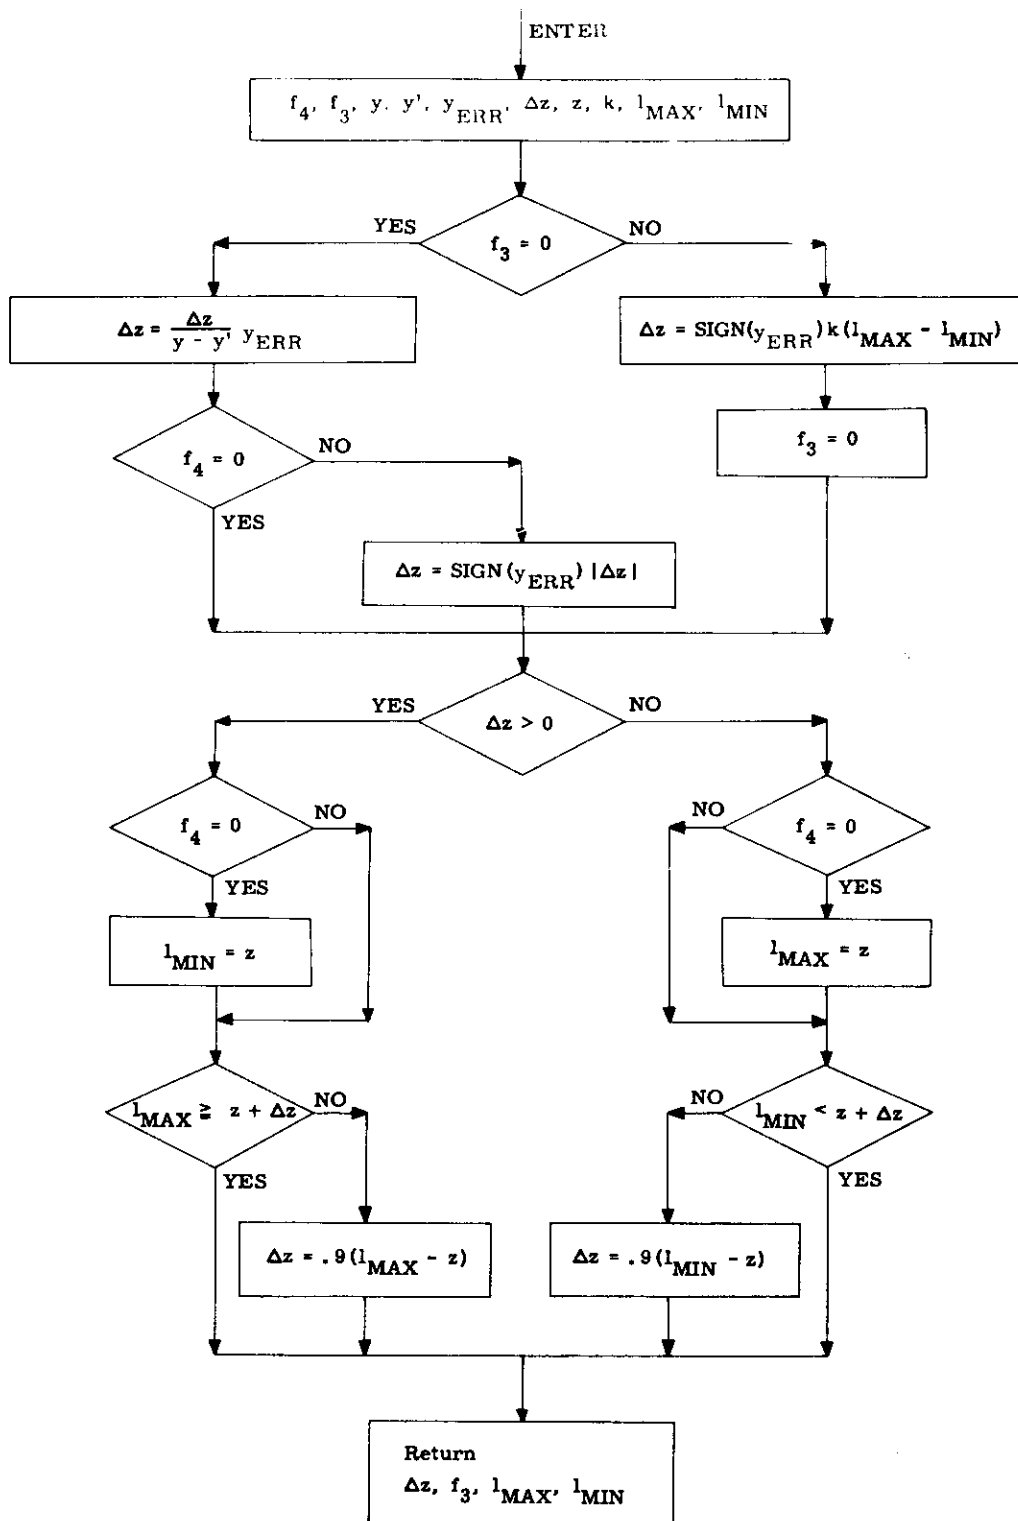 ENTER
f4, f3, y, y', yERR, Δz, z, k, lMAX, lMIN
YES
NO
f3 = 0
Δz = Δz / y - y' yERR
Δz = SIGN(yERR) k (lMAX - lMIN)
f4 = 0
NO
f3 = 0
YES
Δz = SIGN(yERR) |Δz|
YES
NO
Δz > 0
f4 = 0
NO
NO
f4 = 0
YES
YES
lMIN = z
lMAX = z
lMAX ≧ z + Δz
NO
NO
lMIN < z + Δz
YES
YES
Δz = .9(lMAX - z)
Δz = .9(lMIN - z)
Return
Δz, f3, lMAX, lMIN